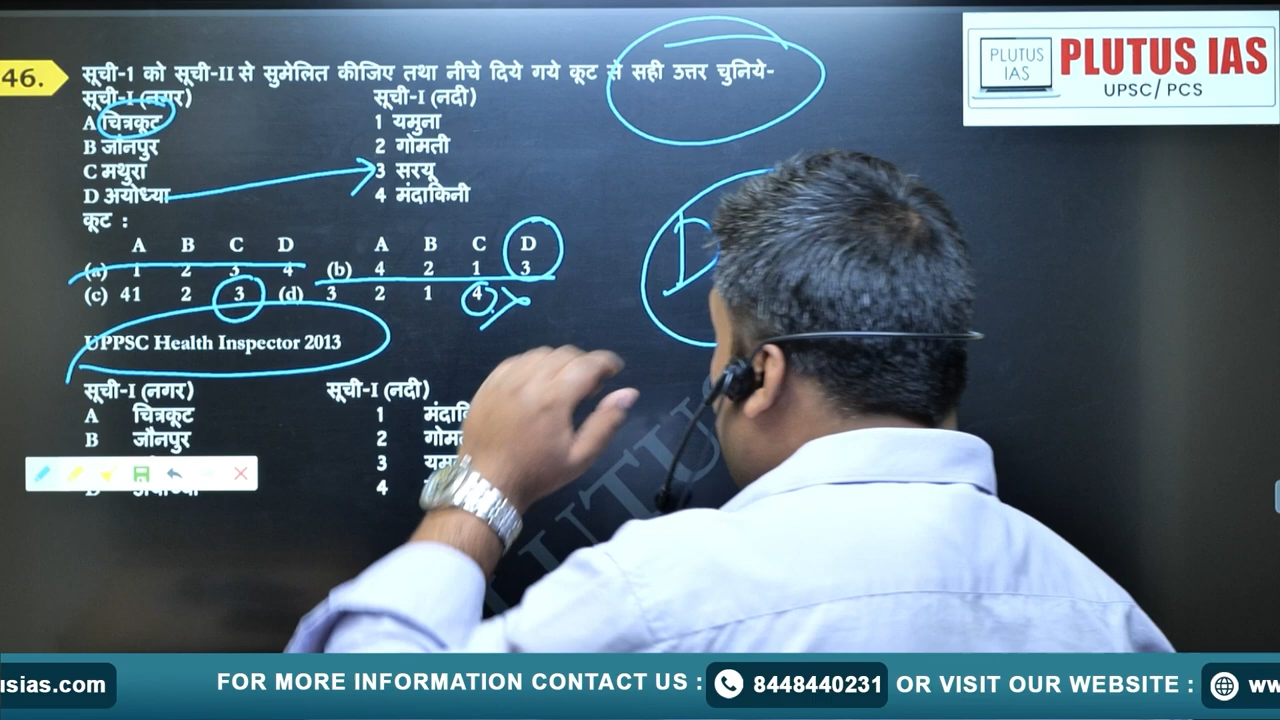 46.
सूची-1 को सूची-II से सुमेलित कीजिए तथा नीचे दिये गये कूट से सही उत्तर चुनिये-
सूची-I (नगर) सूची-I (नदी)
A चित्रकूट 1 यमुना
B जौनपुर 2 गोमती
C मथुरा 3 सरयू
D अयोध्या 4 मंदाकिनी
कूट :
A B C D A B C D
(a) 1 2 3 4 (b) 4 2 1 3
(c) 41 2 3 (d) 3 2 1 4
D
UPPSC Health Inspector 2013
सूची-I (नगर) सूची-I (नदी)
A चित्रकूट 1
B जौनपुर 2
3
D अयोध्या 4
PLUTUS IAS
PLUTUS IAS
UPSC/ PCS
FOR MORE INFORMATION CONTACT US : 8448440231 OR VISIT OUR WEBSITE :